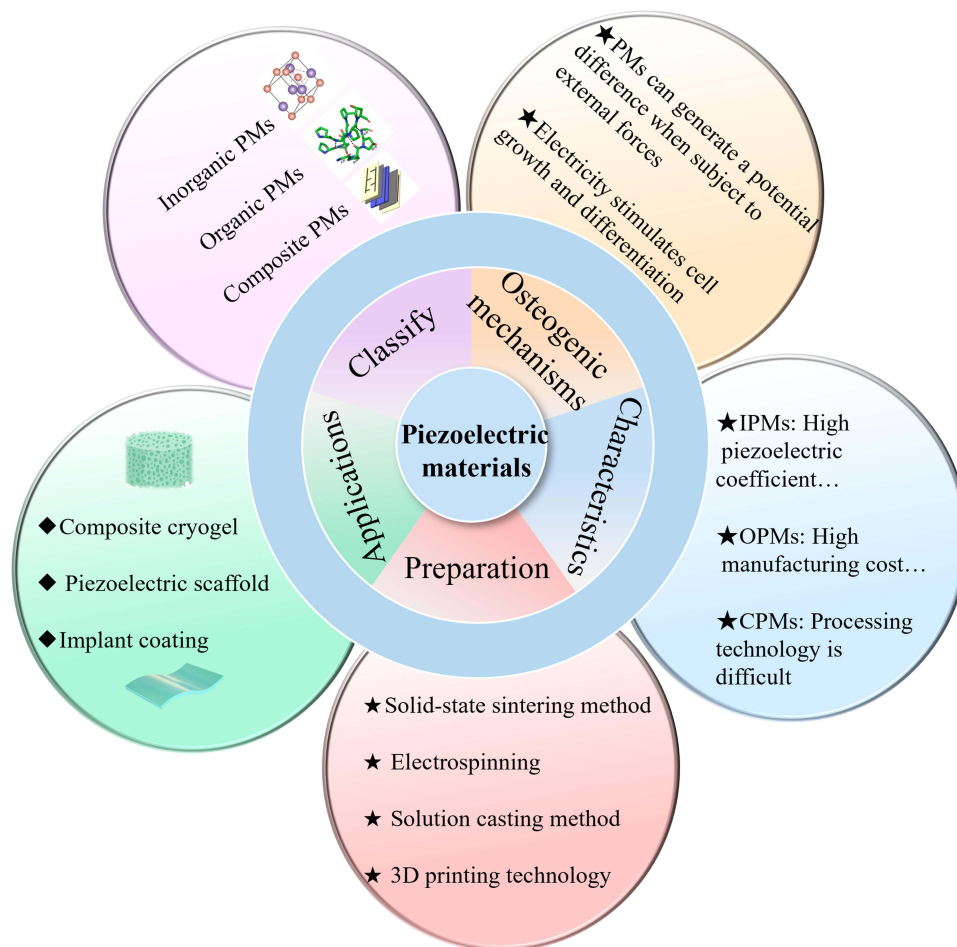 Piezoelectric
materials
Classify
Osteogenic
mechanisms
Characteristics
Preparation
Applications
Inorganic PMs
Organic PMs
Composite PMs
★PMs can generate a potential
difference when subject to
external forces
★Electricity stimulates cell
growth and differentiation
★IPMs: High
piezoelectric
coefficient…
★OPMs: High
manufacturing cost…
★CPMs: Processing
technology is
difficult
★Solid-state sintering method
★ Electrospinning
★ Solution casting method
★ 3D printing technology
◆Composite cryogel
◆ Piezoelectric scaffold
◆Implant coating